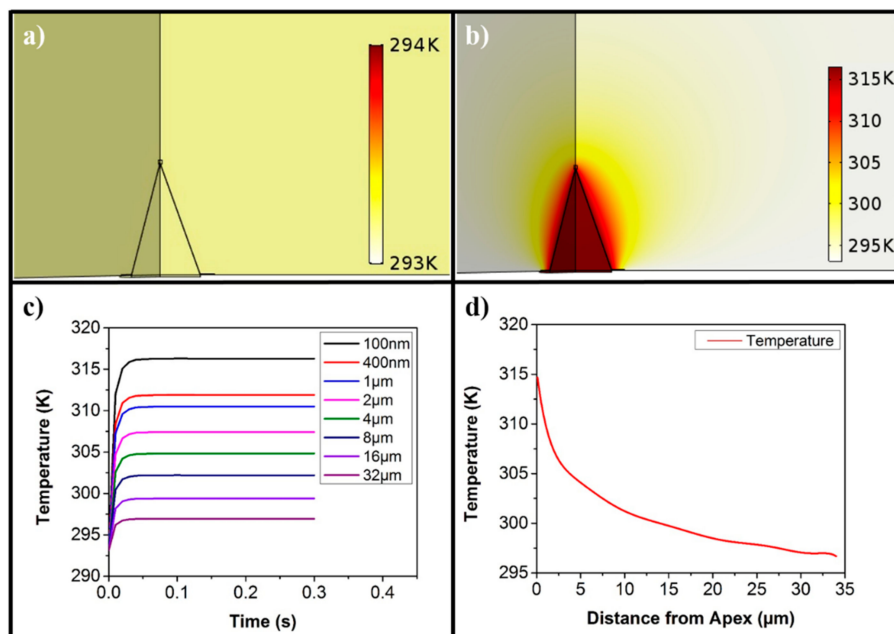 a)
294K
293K
b)
315K
310
305
300
295K
c)
320
315
310
305
300
295
290
Temperature (K)
0.0
0.1
0.2
0.3
0.4
Time (s)
100nm
400nm
1µm
2µm
4µm
8µm
16µm
32µm
d)
320
315
310
305
300
295
Temperature (K)
0
5
10
15
20
25
30
35
Distance from Apex (µm)
Temperature